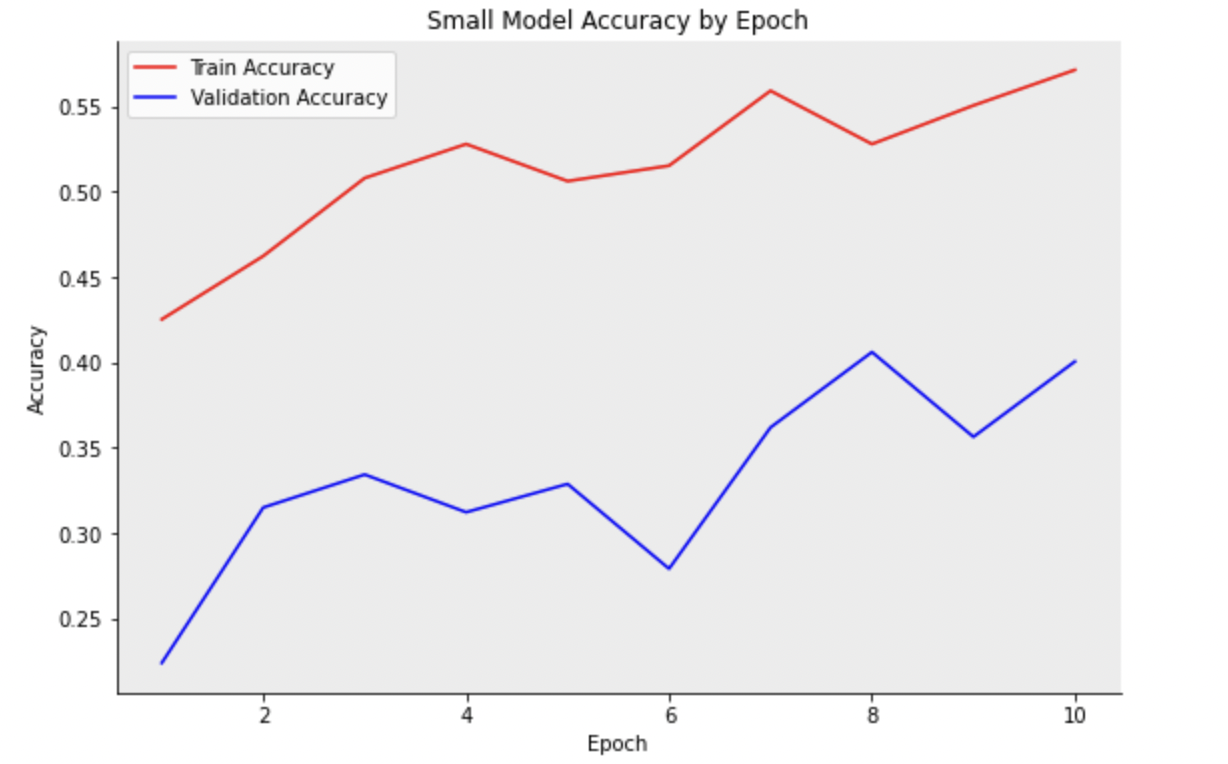 Small Model Accuracy by Epoch
Train Accuracy
Validation Accuracy
0.55
0.50
0.45
0.40
0.35
0.30
0.25
Accuracy
2 4 6 8 10
Epoch